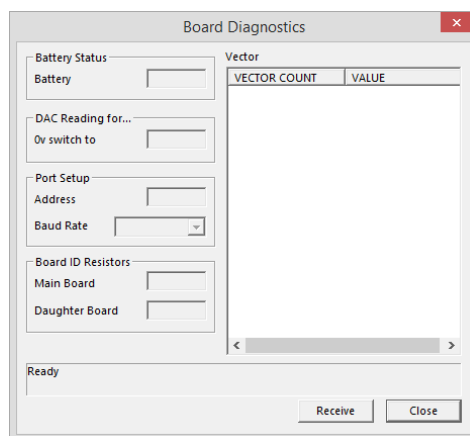 Board Diagnostics
Battery Status
Battery
DAC Reading for...
0v switch to
Port Setup
Address
Baud Rate
Board ID Resistors
Main Board
Daughter Board
Vector
VECTOR COUNT VALUE
Ready
Receive Close